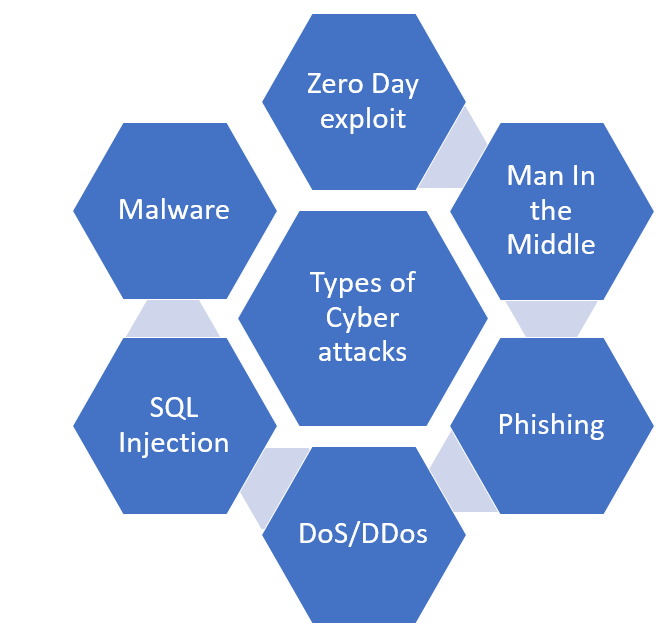 Zero Day
exploit
Man In
the
Middle
Malware
Types of
Cyber
attacks
SQL
Injection
Phishing
DoS/DDos